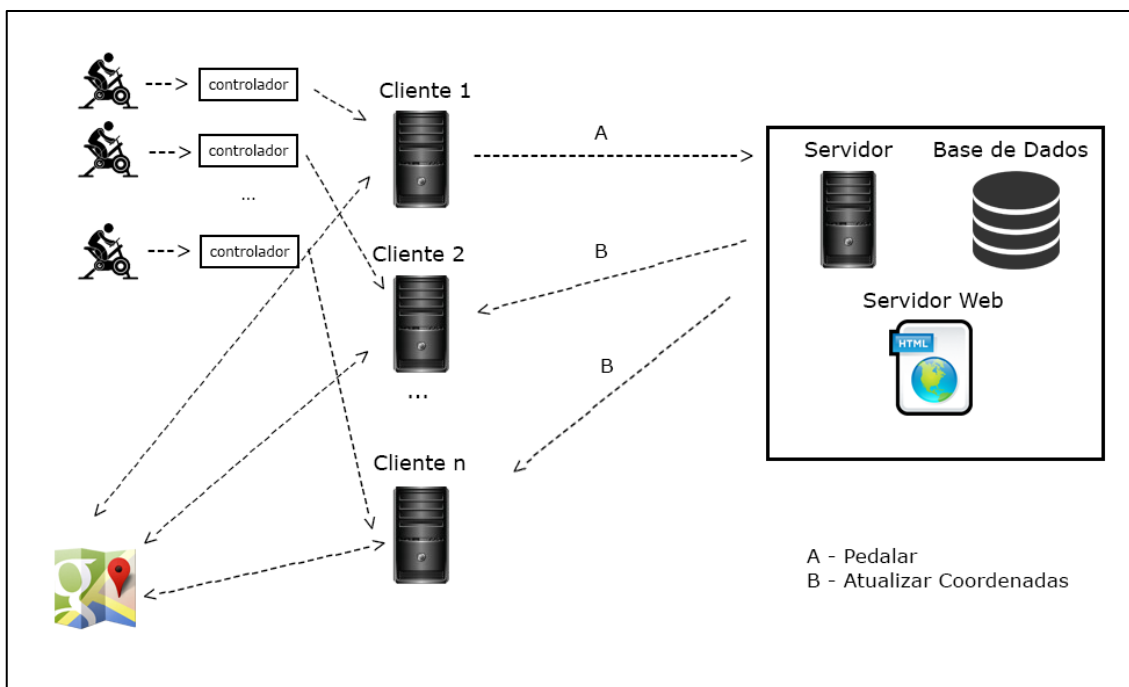 controlador
Cliente 1
A
Servidor
Base de Dados
controlador
...
controlador
Cliente 2
B
Servidor Web
HTML
...
B
Cliente n
g
A - Pedalar
B - Atualizar Coordenadas